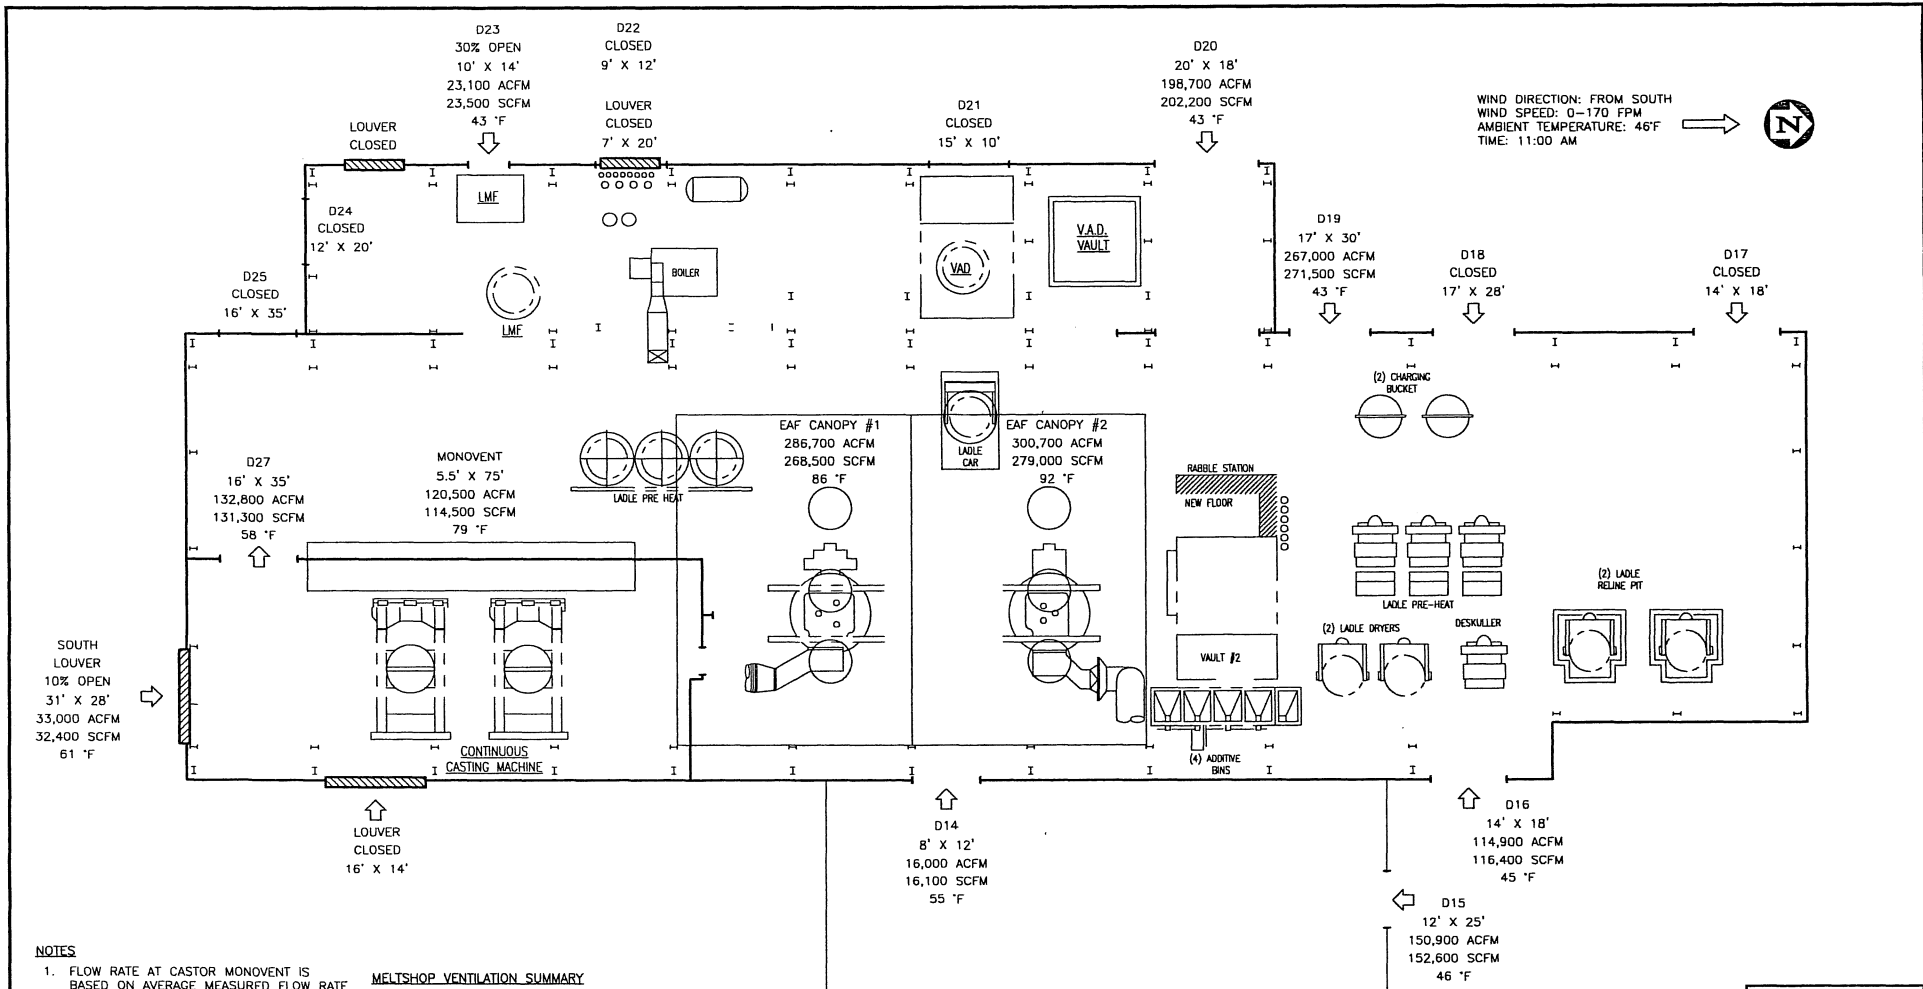 D23
30% OPEN
10' X 14'
23,100 ACFM
23,500 SCFM
43 °F
D22
CLOSED
9' X 12'
LOUVER
CLOSED
7' X 20'
LOUVER
CLOSED
D21
CLOSED
15' X 10'
D20
20' X 18'
198,700 ACFM
202,200 SCFM
43 °F
WIND DIRECTION: FROM SOUTH
WIND SPEED: 0-170 FPM
AMBIENT TEMPERATURE: 46°F
TIME: 11:00 AM
N
D24
CLOSED
12' X 20'
LMF
LMF
BOILER
VAD
V.A.D.
VAULT
D19
17' X 30'
267,000 ACFM
271,500 SCFM
43 °F
D18
CLOSED
17' X 28'
D17
CLOSED
14' X 18'
D25
CLOSED
16' X 35'
(2) CHARGING
BUCKET
D27
16' X 35'
132,800 ACFM
131,300 SCFM
58 °F
MONOVENT
5.5' X 75'
120,500 ACFM
114,500 SCFM
79 °F
LADLE PRE HEAT
EAF CANOPY #1
286,700 ACFM
268,500 SCFM
86 °F
LADLE
CAR
EAF CANOPY #2
300,700 ACFM
279,000 SCFM
92 °F
RABBLE STATION
NEW FLOOR
LADLE PRE-HEAT
(2) LADLE
RELINE PIT
(2) LADLE DRYERS
DESKULLER
VAULT #2
SOUTH
LOUVER
10% OPEN
31' X 28'
33,000 ACFM
32,400 SCFM
61 °F
CONTINUOUS
CASTING MACHINE
(4) ADDITIVE
BINS
LOUVER
CLOSED
16' X 14'
D14
8' X 12'
16,000 ACFM
16,100 SCFM
55 °F
D16
14' X 18'
114,900 ACFM
116,400 SCFM
45 °F
D15
12' X 25'
150,900 ACFM
152,600 SCFM
46 °F
NOTES
1. FLOW RATE AT CASTOR MONOVENT IS
BASED ON AVERAGE MEASURED FLOW RATE
MELTSHOP VENTILATION SUMMARY